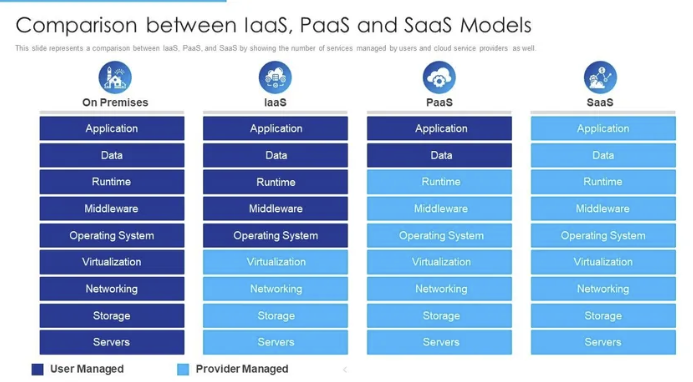 Comparison between IaaS, PaaS and SaaS Models
This slide represents a comparison between IaaS, PaaS, and SaaS by showing the number of services managed by users and cloud service providers as well
On Premises IaaS PaaS SaaS
Application Application Application Application
Data Data Data Data
Runtime Runtime Runtime Runtime
Middleware Middleware Middleware Middleware
Operating System Operating System Operating System Operating System
Virtualization Virtualization Virtualization Virtualization
Networking Networking Networking Networking
Storage Storage Storage Storage
Servers Servers Servers Servers
User Managed Provider Managed